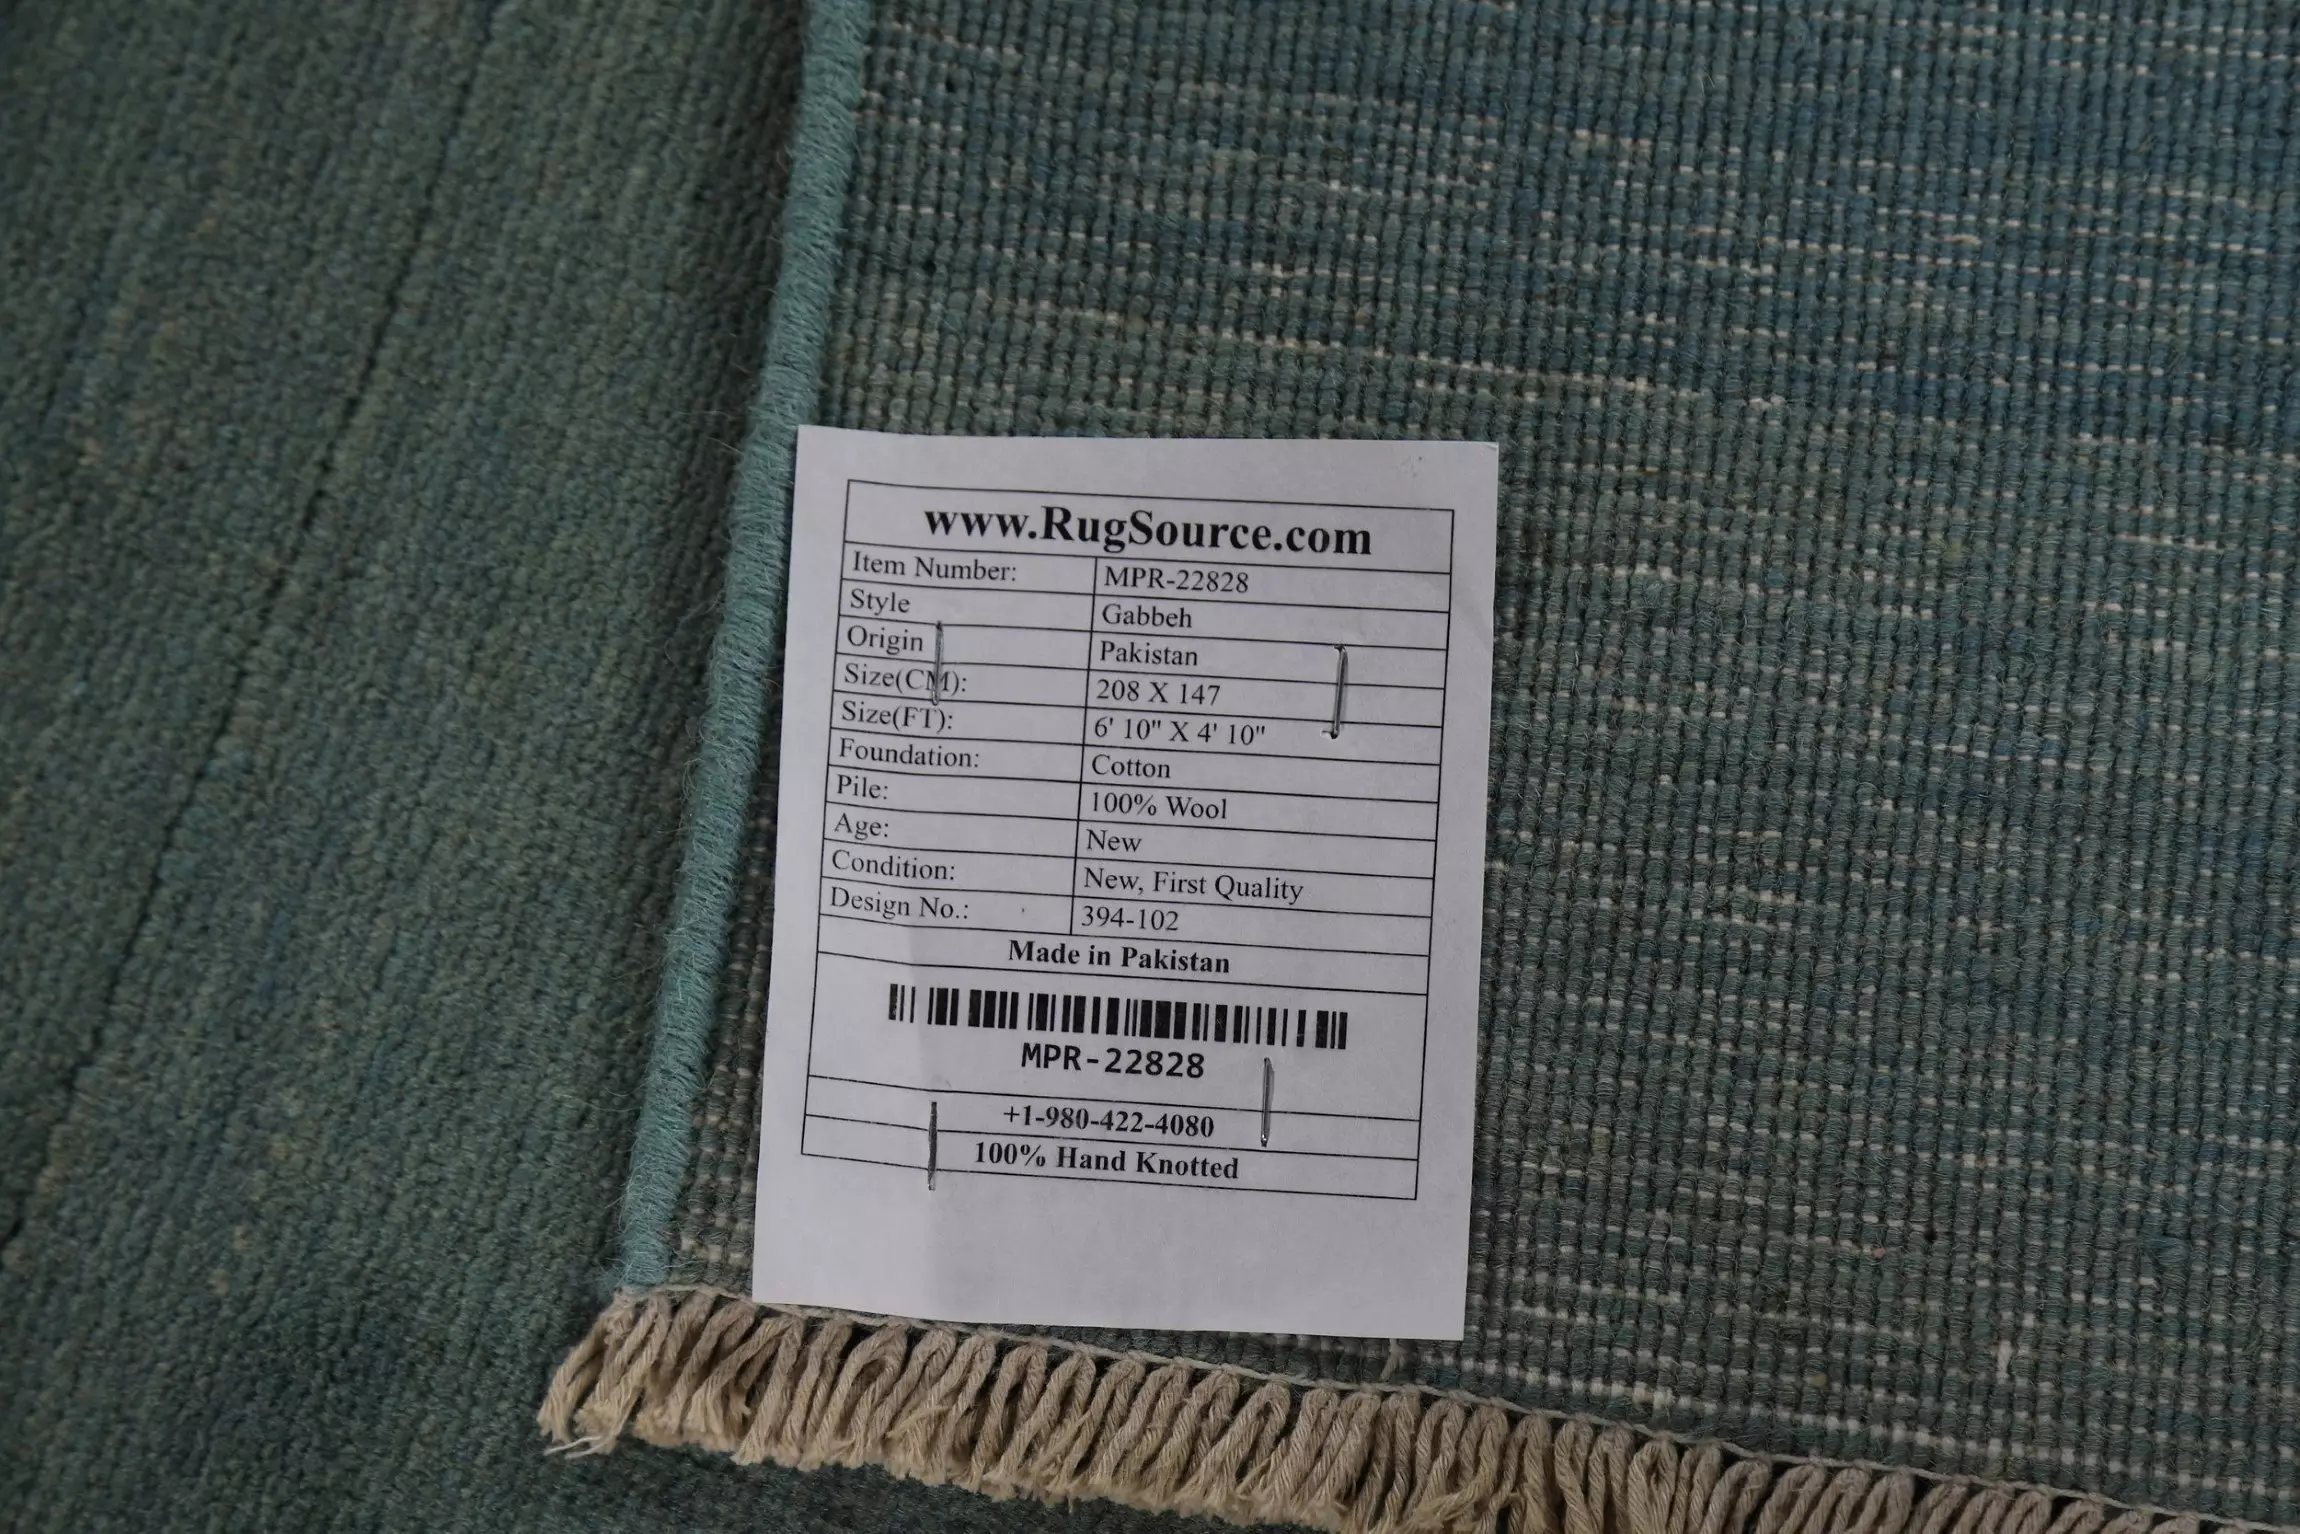 www.RugSource.com
Item Number: MPR-22828
Style Gabbeh
Origin Pakistan
Size(CM): 208 X 147
Size(FT): 6' 10" X 4' 10"
Foundation: Cotton
Pile: 100% Wool
Age: New
Condition: New, First Quality
Design No.: 394-102
Made in Pakistan
MPR-22828
+1-980-422-4080
100% Hand Knotted